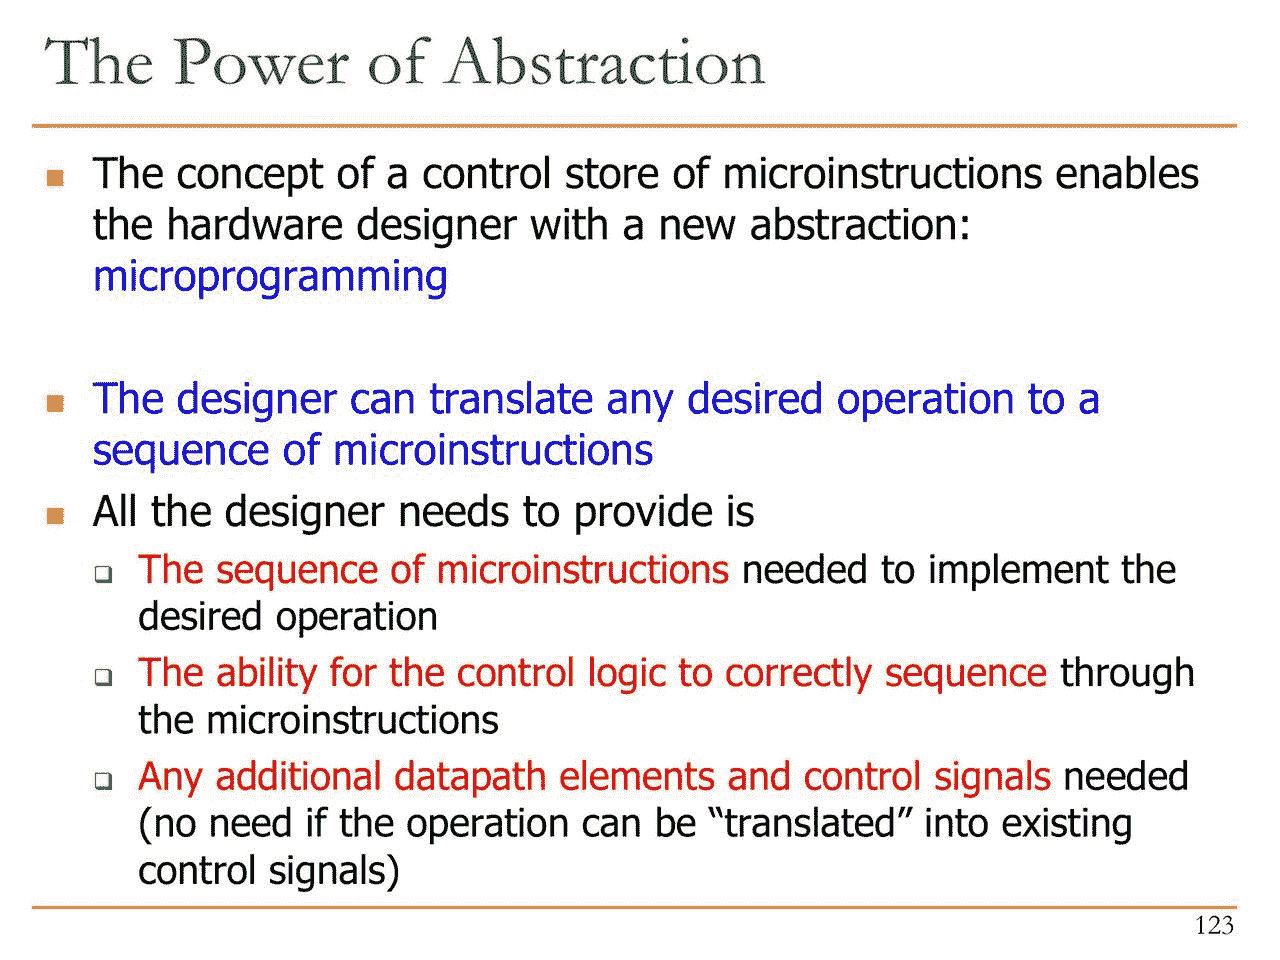 The Power of Abstraction
The concept of a control store of microinstructions enables
the hardware designer with a new abstraction:
microprogramming
The designer can translate any desired operation to a
sequence of microinstructions
All the designer needs to provide is
The sequence of microinstructions needed to implement the
desired operation
The ability for the control logic to correctly sequence through
the microinstructions
Any additional datapath elements and control signals needed
(no need if the operation can be “translated” into existing
control signals)
123